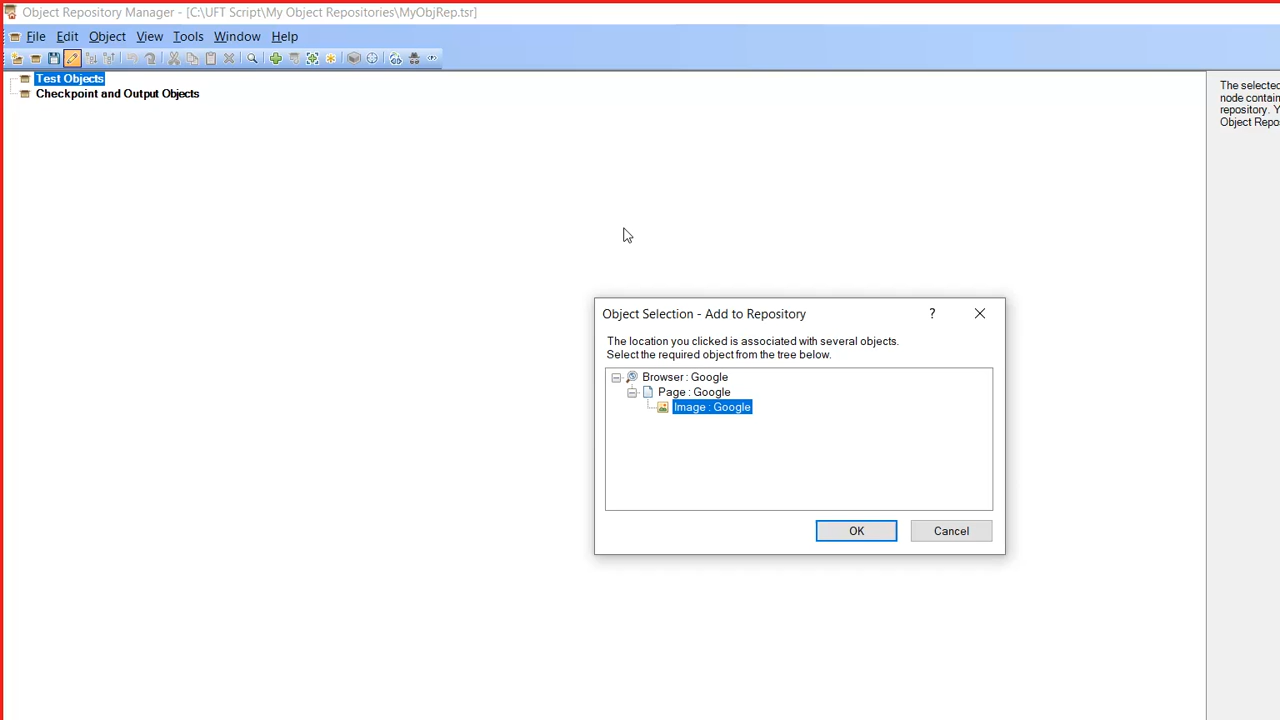 Object Repository Manager - [C:\UFT Script\My Object Repositories\MyObjRep.tsr]
File Edit Object View Tools Window Help
Test Objects
Checkpoint and Output Objects
The selected
node contain
repository. Y
Object Repo
Object Selection - Add to Repository
The location you clicked is associated with several objects.
Select the required object from the tree below.
Browser : Google
Page : Google
Image : Google
OK Cancel